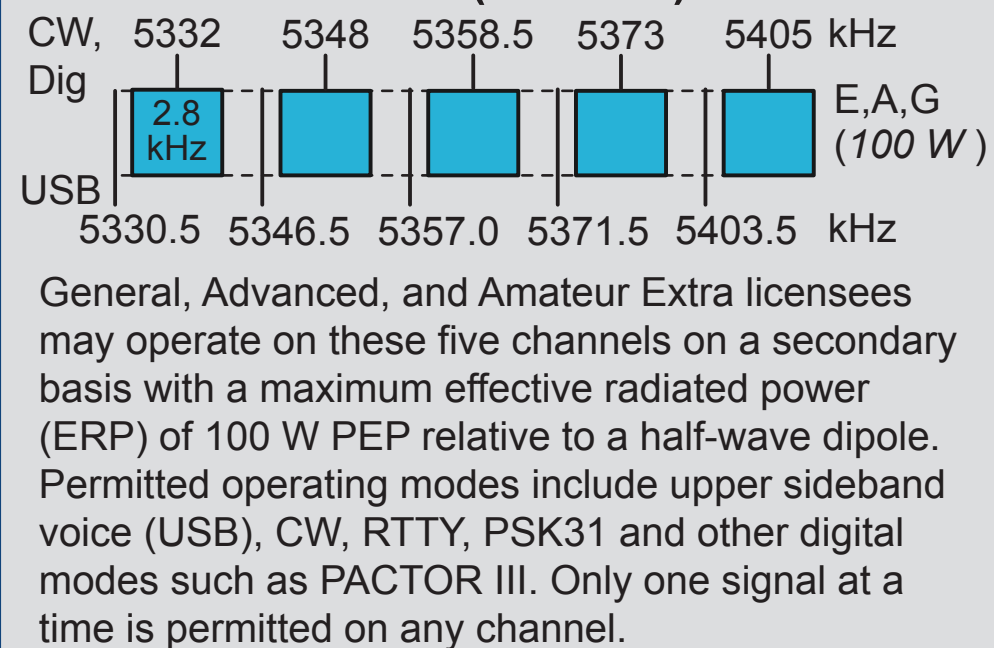 CW, 5332 5348 5358.5 5373 5405 kHz
Dig
2.8
kHz
E,A,G
(100 W )
USB
5330.5 5346.5 5357.0 5371.5 5403.5 kHz
General, Advanced, and Amateur Extra licensees
may operate on these five channels on a secondary
basis with a maximum effective radiated power
(ERP) of 100 W PEP relative to a half-wave dipole.
Permitted operating modes include upper sideband
voice (USB), CW, RTTY, PSK31 and other digital
modes such as PACTOR III. Only one signal at a
time is permitted on any channel.